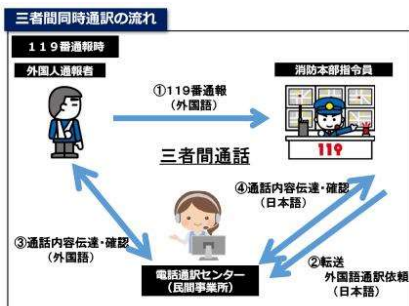 三者間同時通訳の流れ
119番通報時
外国人通報者
消防本部指令員
①119番通報
(外国語)
119
三者間通話
④通話内容伝達・確認
(日本語)
③通話内容伝達・確認
(外国語)
電話通訳センター
(民間事業所)
②転送
外国語通訳依頼
(日本語)